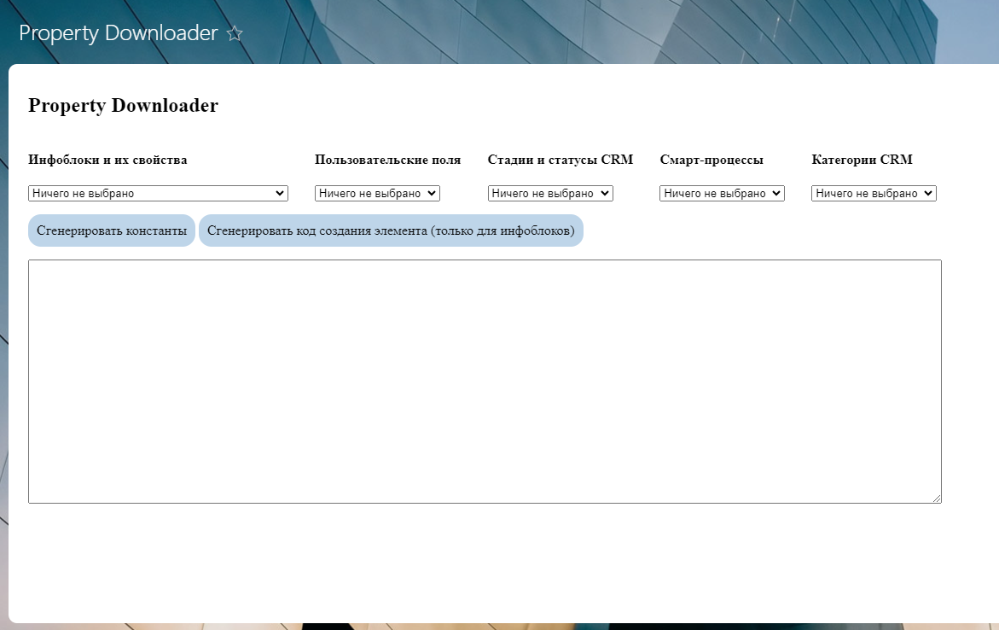 Property Downloader
Property Downloader
Инфоблоки и их свойства Пользовательские поля Стадии и статусы CRM Смарт-процессы Категории CRM
Ничего не выбрано Ничего не выбрано Ничего не выбрано Ничего не выбрано Ничего не выбрано
Сгенерировать константы Сгенерировать код создания элемента (только для инфоблоков)